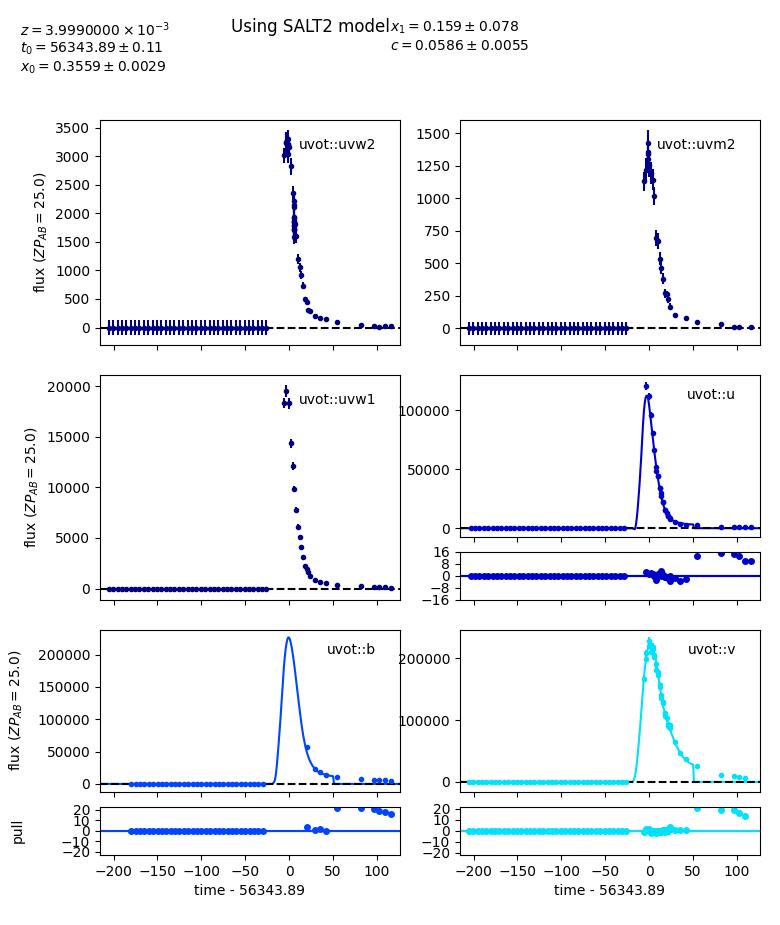 Using SALT2 model
z = 3.9990000 × 10⁻³
t₀ = 56343.89 ± 0.11
x₀ = 0.3559 ± 0.0029
x₁ = 0.159 ± 0.078
c = 0.0586 ± 0.0055
3500
3000
2500
2000
1500
1000
500
0
flux (ZP_AB = 25.0)
uvot::uvw2
1500
1250
1000
750
500
250
0
uvot::uvm2
20000
15000
10000
5000
0
flux (ZP_AB = 25.0)
uvot::uvw1
100000
50000
0
uvot::u
16
8
0
−8
−16
200000
150000
100000
50000
0
flux (ZP_AB = 25.0)
uvot::b
200000
100000
0
uvot::v
20
10
0
−10
−20
pull
20
10
0
−10
−20
−200 −150 −100 −50 0 50 100
time - 56343.89
−200 −150 −100 −50 0 50 100
time - 56343.89